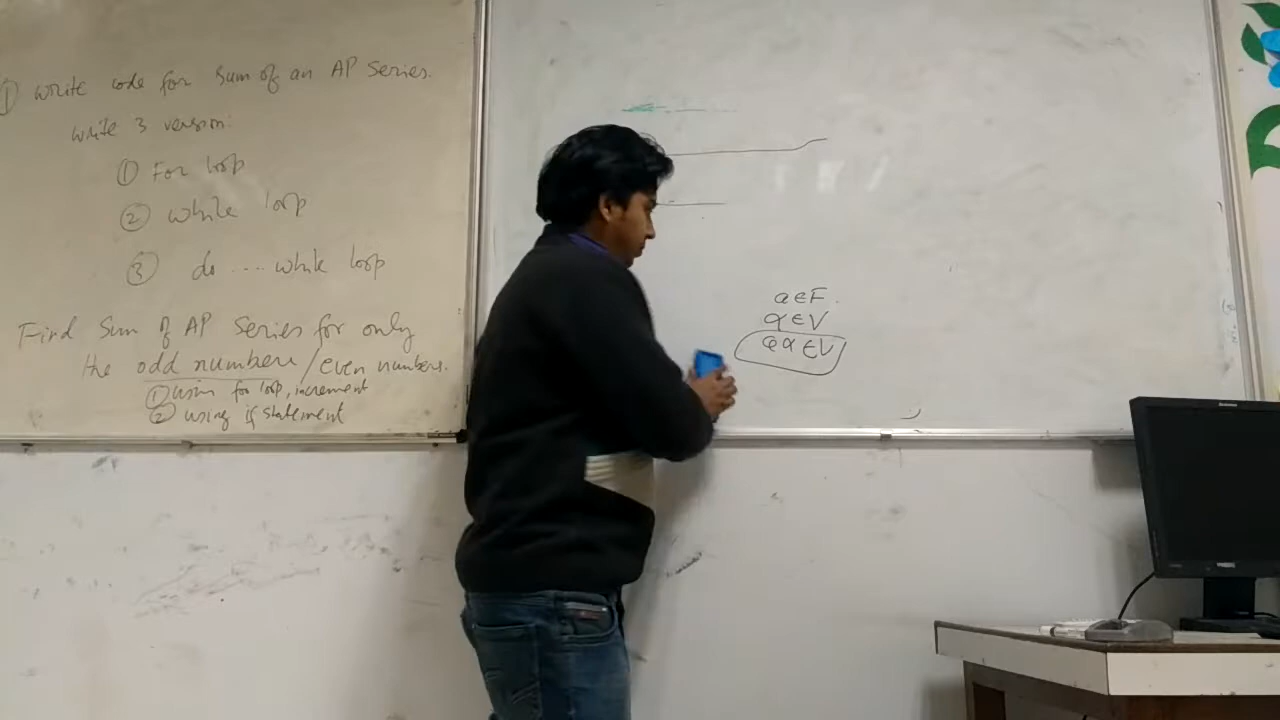 ① Write code for Sum of an AP Series.
Write 3 version:
① For loop
② while loop
③ do .... while loop
Find Sum of AP Series for only
the odd numbers/even numbers.
① using for loop, increment
② using if statement
a ∈ F.
α ∈ V
aα ∈ V